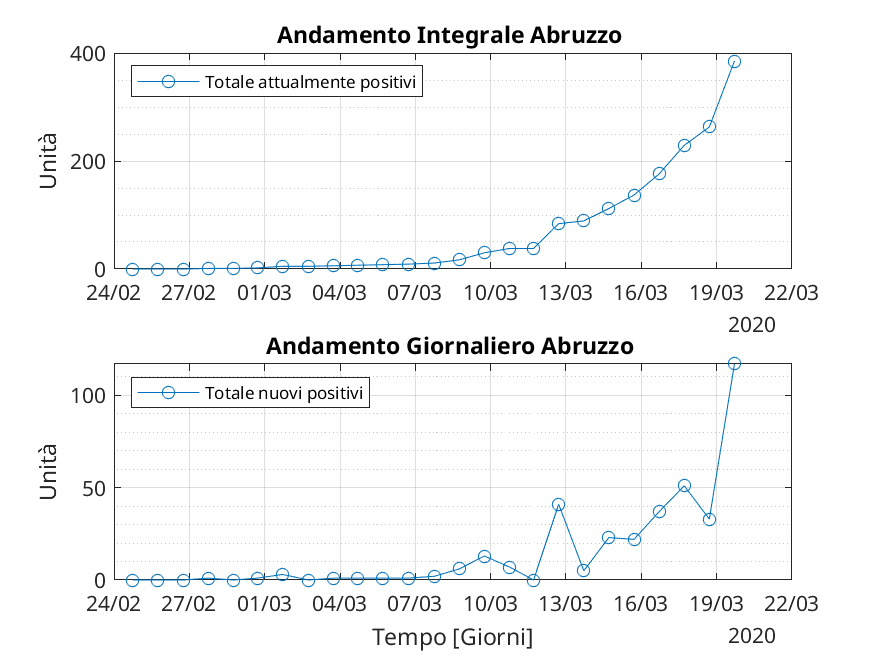 Andamento Integrale Abruzzo
400
Totale attualmente positivi
Unità
200
0
24/02 27/02 01/03 04/03 07/03 10/03 13/03 16/03 19/03 22/03
2020
Andamento Giornaliero Abruzzo
Totale nuovi positivi
100
Unità
50
0
24/02 27/02 01/03 04/03 07/03 10/03 13/03 16/03 19/03 22/03
Tempo [Giorni]
2020